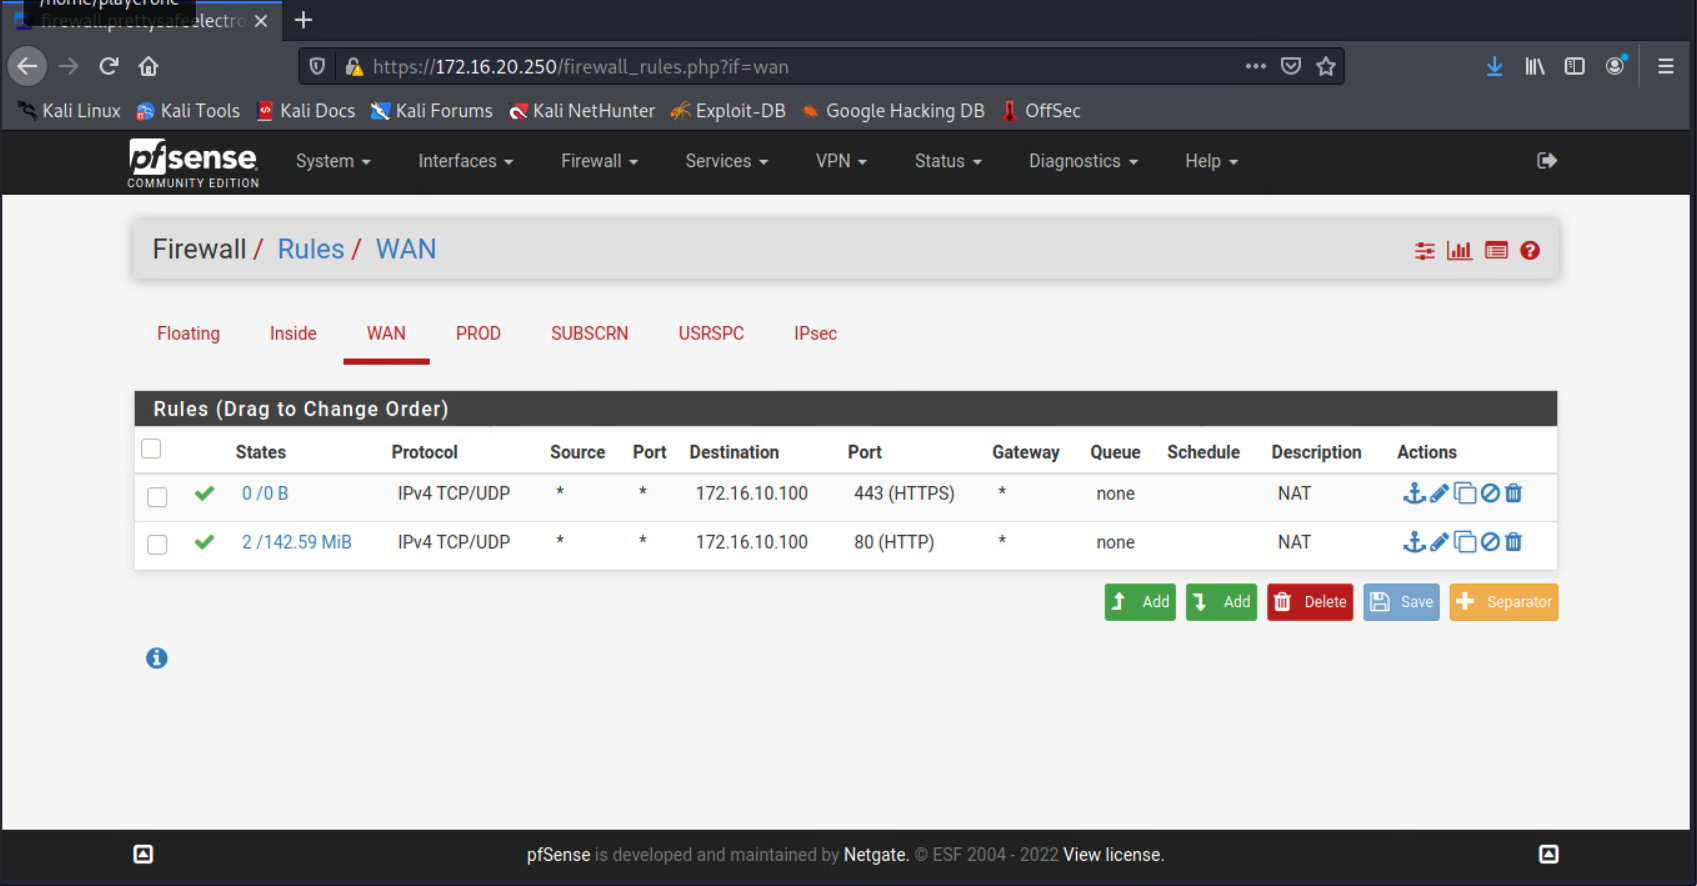 /home/playerone
firewall.prettysafeelectro
https://172.16.20.250/firewall_rules.php?if=wan
Kali Linux Kali Tools Kali Docs Kali Forums Kali NetHunter Exploit-DB Google Hacking DB OffSec
pfsense COMMUNITY EDITION System Interfaces Firewall Services VPN Status Diagnostics Help
Firewall / Rules / WAN
Floating Inside WAN PROD SUBSCRN USRSPC IPsec
Rules (Drag to Change Order)
States Protocol Source Port Destination Port Gateway Queue Schedule Description Actions
0 /0 B IPv4 TCP/UDP * * 172.16.10.100 443 (HTTPS) * none NAT
2 /142.59 MiB IPv4 TCP/UDP * * 172.16.10.100 80 (HTTP) * none NAT
Add Add Delete Save Separator
pfSense is developed and maintained by Netgate. © ESF 2004 - 2022 View license.